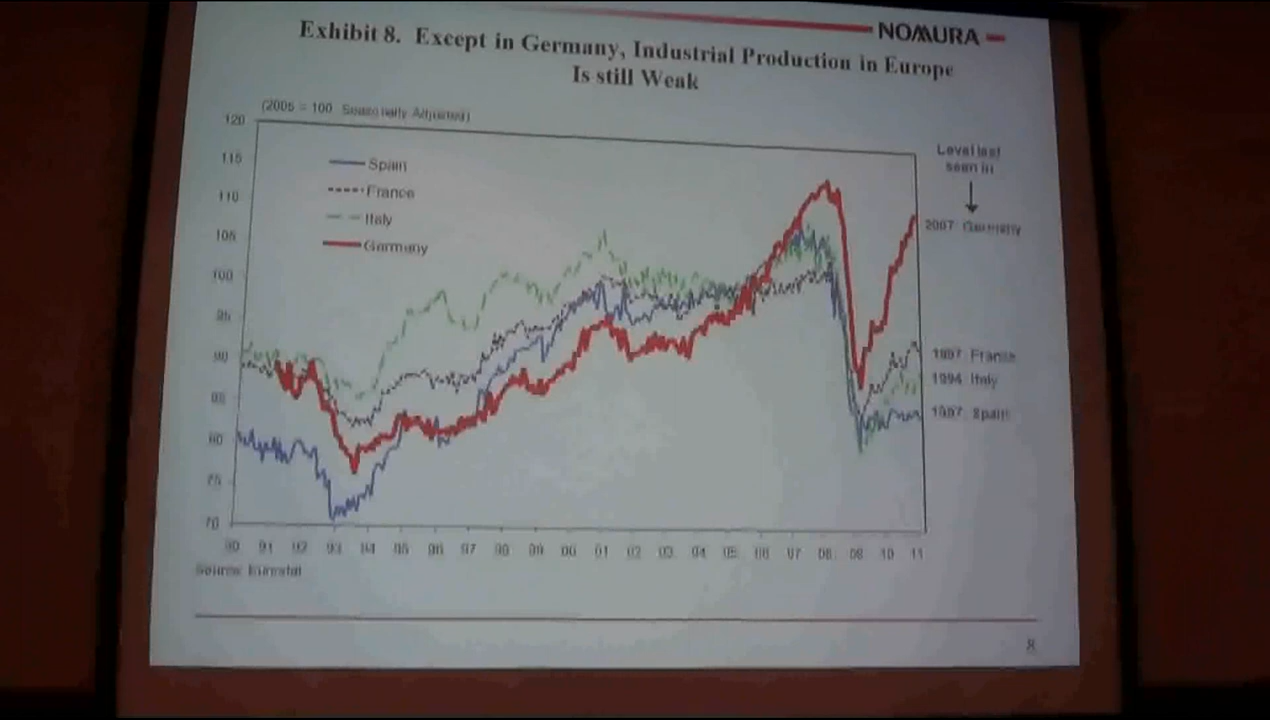 NOMURA
Exhibit 8. Except in Germany, Industrial Production in Europe
Is still Weak
(2005 = 100 Seasonally Adjusted)
120
115
110
105
100
95
90
85
80
75
70
Spain
France
Italy
Germany
Level last
seen in
2007 Germany
1997 France
1994 Italy
1997 Spain
90 91 92 93 94 95 96 97 98 99 00 01 02 03 04 05 06 07 08 09 10 11
Source: Eurostat
8